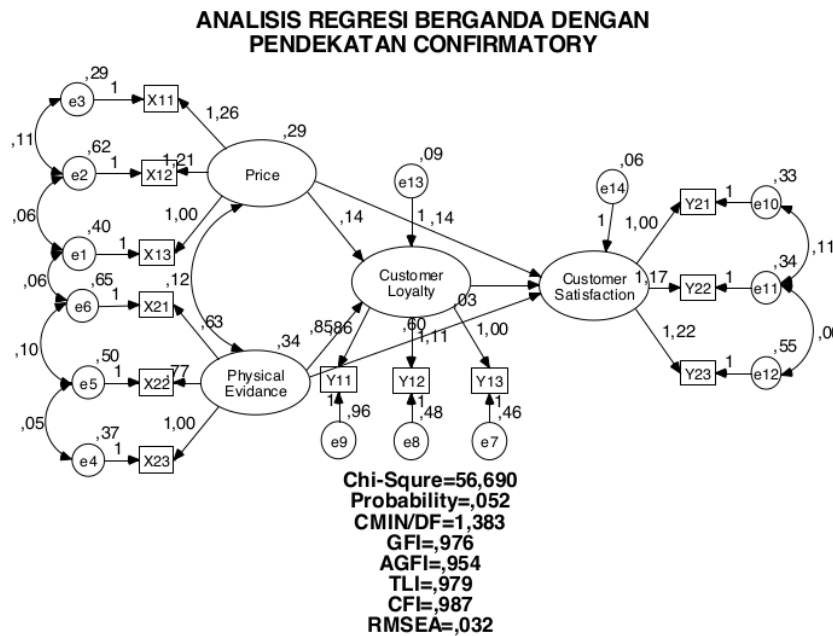 ANALISIS REGRESI BERGANDA DENGAN
PENDEKATAN CONFIRMATORY
,29
e3
1
X11
1,26
,11
,29
,62
e2
1
X12
1,21
Price
,09
e13
,06
e14
,06
,40
e1
1
X13
1,00
,14
1
,14
1
1,00
Y21
1
,33
e10
,06
,65
e6
1
X21
,12
Customer
Loyalty
Customer
Satisfaction
1,17
Y22
1
,34
e11
,11
,63
,34
,85
,86
,60
,03
1,11
1,00
1,22
,10
,50
e5
1
X22
,77
Physical
Evidence
Y11
Y12
Y13
Y23
1
,55
e12
,05
,37
e4
1
X23
1,00
1
,96
e9
1
,48
e8
1
,46
e7
Chi-Squre=56,690
Probability=,052
CMIN/DF=1,383
GFI=,976
AGFI=,954
TLI=,979
CFI=,987
RMSEA=,032